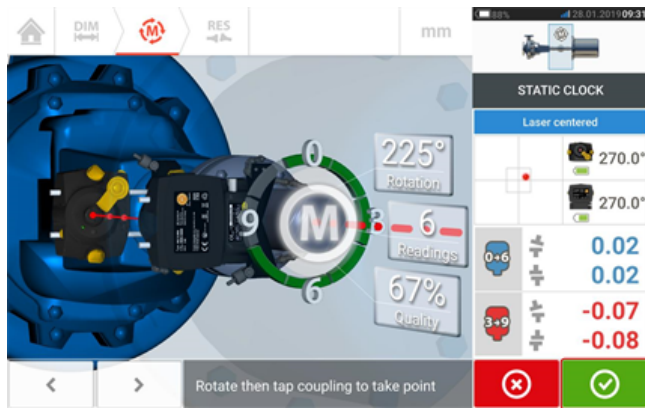 DIM
M
RES
mm
88%
28.01.2019 09:31
STATIC CLOCK
Laser centered
270.0°
270.0°
0
9
3
6
M
225°
Rotation
6
Readings
67%
Quality
0→6
0.02
0.02
3→9
-0.07
-0.08
Rotate then tap coupling to take point